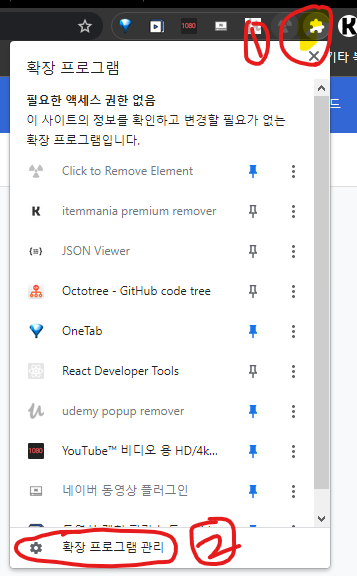 1080
1
기타
드
확장 프로그램
필요한 액세스 권한 없음
이 사이트의 정보를 확인하고 변경할 필요가 없는
확장 프로그램입니다.
Click to Remove Element
itemmania premium remover
JSON Viewer
Octotree - GitHub code tree
OneTab
React Developer Tools
udemy popup remover
1080
YouTube™ 비디오 용 HD/4k...
네이버 동영상 플러그인
확장 프로그램 관리
2